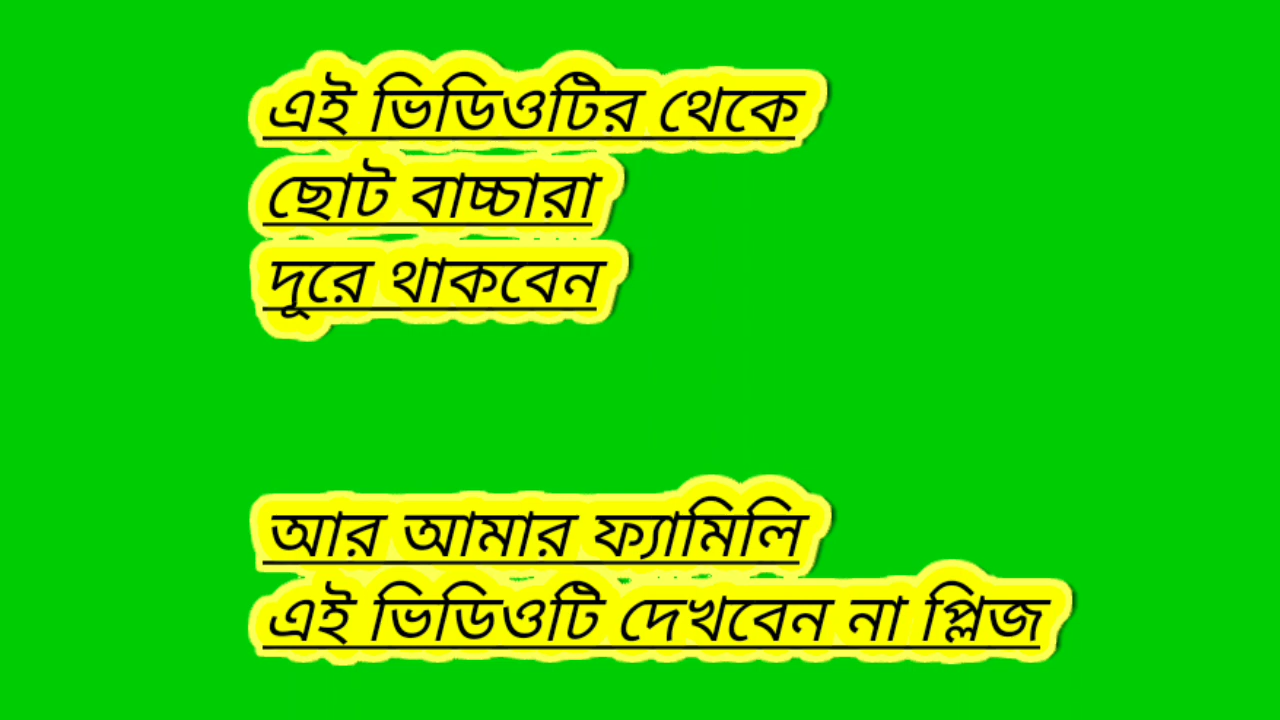 এই ভিডিওটির থেকে
ছোট বাচ্চারা
দূরে থাকবেন
আর আমার ফ্যামিলি
এই ভিডিওটি দেখবেন না প্লিজ